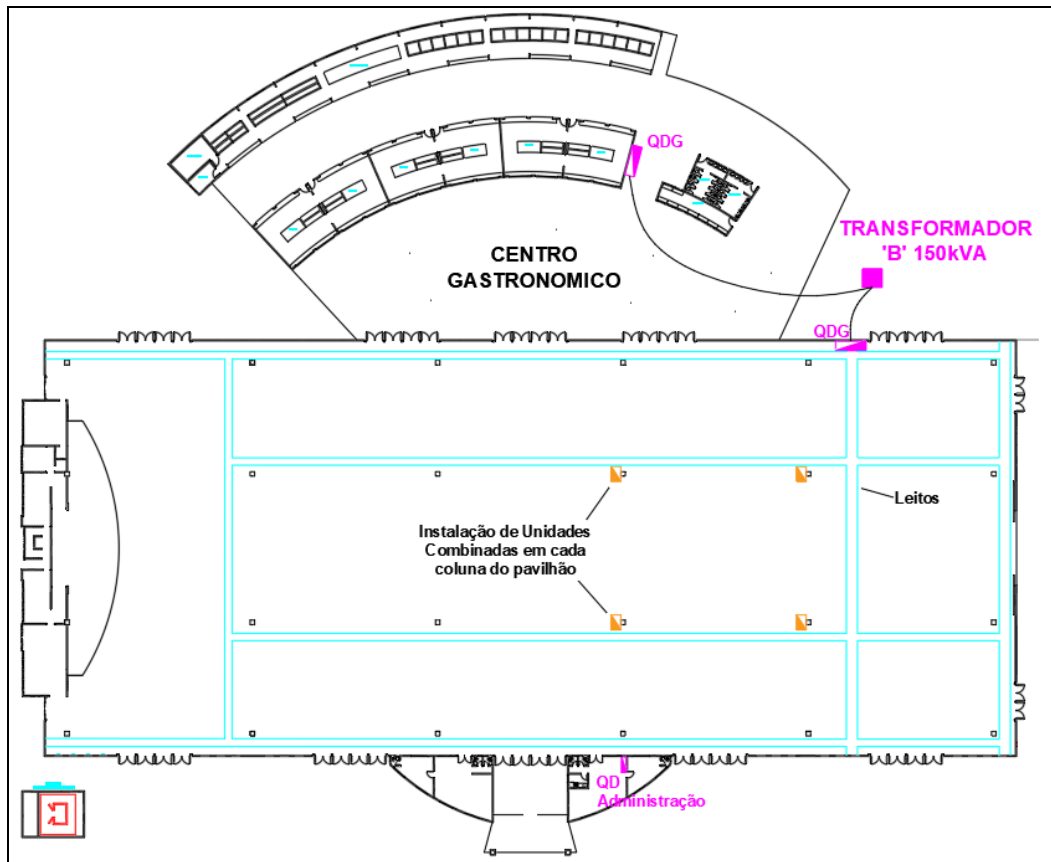 QDG
TRANSFORMADOR
'B' 150kVA
CENTRO
GASTRONOMICO
QDG
Leitos
Instalação de Unidades
Combinadas em cada
coluna do pavilhão
QD
Administração